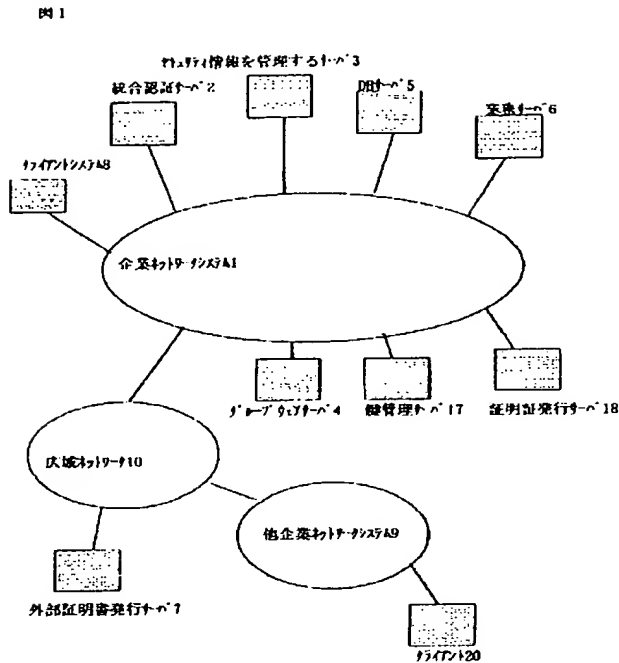 図1
セキュリティ情報を管理するサーバ3
統合認証サーバ2
DBサーバ5
業務サーバ6
クライアントシステム8
企業ネットワークシステム1
グループウェアサーバ4
鍵管理サーバ17
証明証発行サーバ18
広域ネットワーク10
他企業ネットワークシステム9
外部証明書発行サーバ7
クライアント20